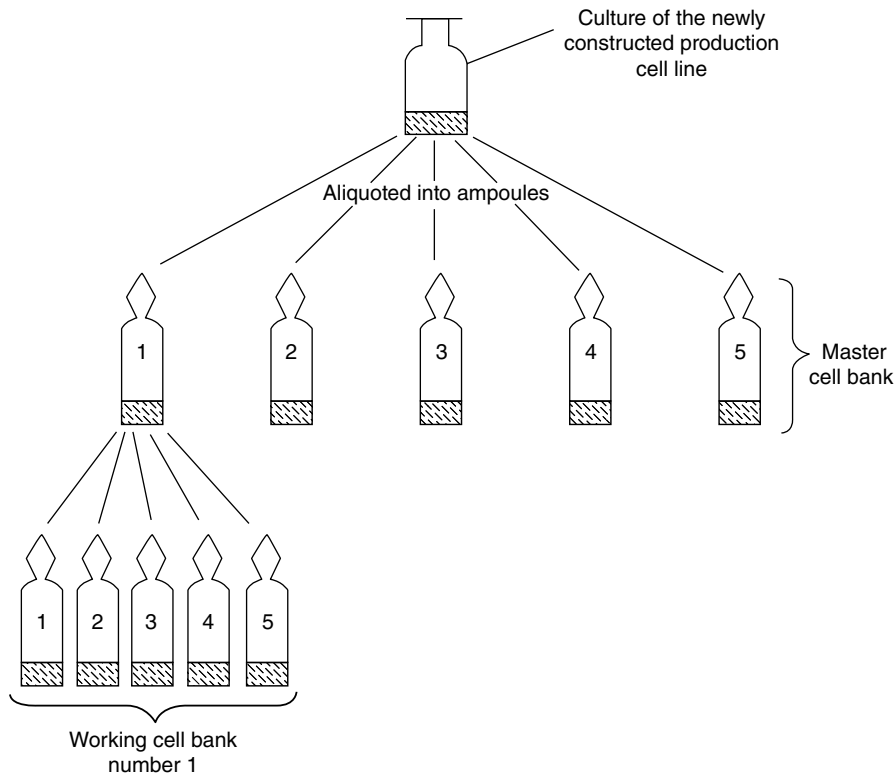 Culture of the newly
constructed production
cell line
Aliquoted into ampoules
1
2
3
4
5
Master
cell bank
1
2
3
4
5
Working cell bank
number 1